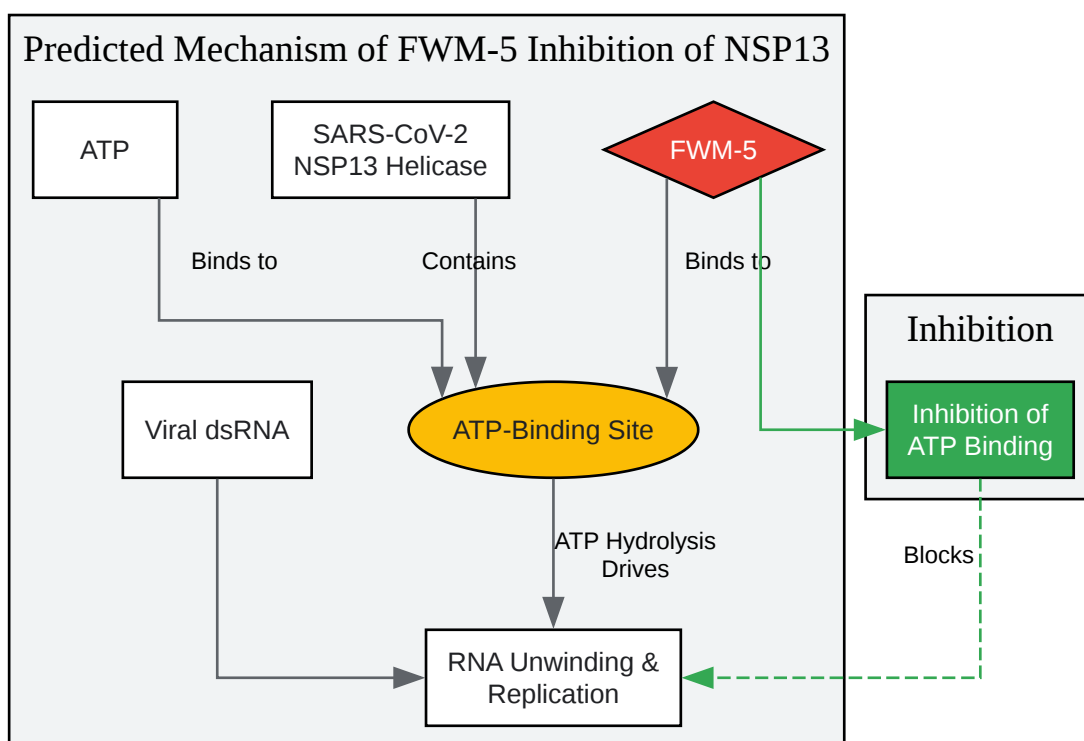 Predicted Mechanism of FWM-5 Inhibition of NSP13
ATP
SARS-CoV-2
NSP13 Helicase
FWM-5
Binds to
Contains
Binds to
Inhibition
Viral dsRNA
ATP-Binding Site
Inhibition of
ATP Binding
ATP Hydrolysis
Drives
Blocks
RNA Unwinding &
Replication